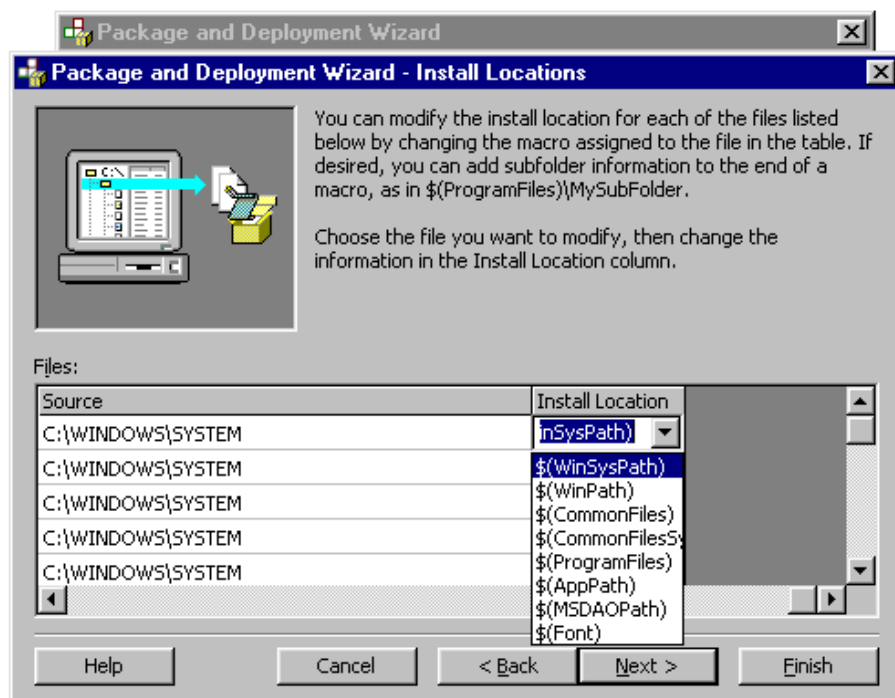 Package and Deployment Wizard
Package and Deployment Wizard - Install Locations
You can modify the install location for each of the files listed
below by changing the macro assigned to the file in the table. If
desired, you can add subfolder information to the end of a
macro, as in $(ProgramFiles)\MySubFolder.
Choose the file you want to modify, then change the
information in the Install Location column.
C:\
Files:
Source Install Location
C:\WINDOWS\SYSTEM inSysPath)
C:\WINDOWS\SYSTEM $(WinSysPath)
$(WinPath)
C:\WINDOWS\SYSTEM $(CommonFiles)
C:\WINDOWS\SYSTEM $(CommonFilesSy
$(ProgramFiles)
C:\WINDOWS\SYSTEM $(AppPath)
$(MSDAOPath)
$(Font)
Help Cancel < Back Next > Finish